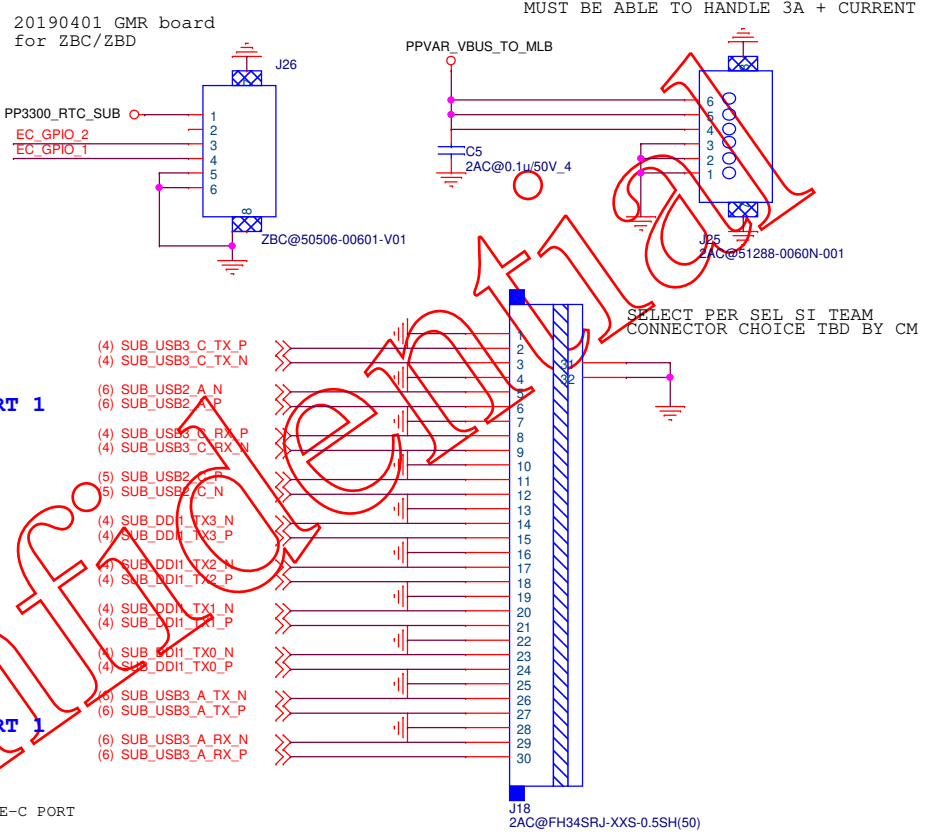 MUST BE ABLE TO HANDLE 3A + CURRENT
20190401 GMR board
for ZBC/ZBD
J26
PP3300_RTC_SUB
EC_GPIO_2
EC_GPIO_1
1
2
3
4
5
6
8
ZBC@50506-00601-V01
PPVAR_VBUS_TO_MLB
C5
2AC@0.1u/50V_4
6
5
4
3
2
1
J25
2AC@51288-0060N-001
SELECT PER SEL SI TEAM
CONNECTOR CHOICE TBD BY CM
(4) SUB_USB3_C_TX_P
(4) SUB_USB3_C_TX_N
(6) SUB_USB2_A_N
(6) SUB_USB2_A_P
RT 1
(4) SUB_USB3_C_RX_P
(4) SUB_USB3_C_RX_N
(5) SUB_USB2_C_P
(5) SUB_USB2_C_N
(4) SUB_DDI1_TX3_N
(4) SUB_DDI1_TX3_P
(4) SUB_DDI1_TX2_N
(4) SUB_DDI1_TX2_P
(4) SUB_DDI1_TX1_N
(4) SUB_DDI1_TX1_P
(4) SUB_DDI1_TX0_N
(4) SUB_DDI1_TX0_P
(6) SUB_USB3_A_TX_N
(6) SUB_USB3_A_TX_P
RT 1
(6) SUB_USB3_A_RX_N
(6) SUB_USB3_A_RX_P
1
2
3
4
5
6
7
8
9
10
11
12
13
14
15
16
17
18
19
20
21
22
23
24
25
26
27
28
29
30
31
32
J18
2AC@FH34SRJ-XXS-0.5SH(50)
E-C PORT
nfidential